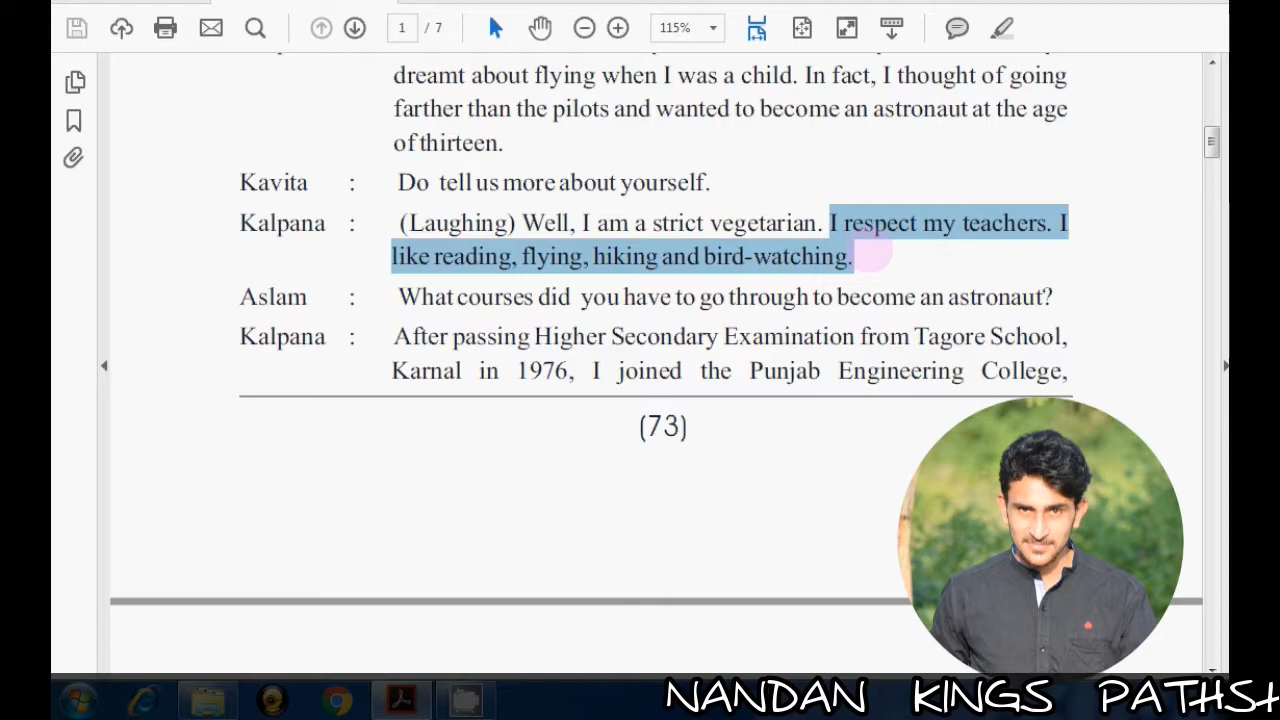 1 / 7 115%
dreamt about flying when I was a child. In fact, I thought of going
farther than the pilots and wanted to become an astronaut at the age
of thirteen.
Kavita : Do tell us more about yourself.
Kalpana : (Laughing) Well, I am a strict vegetarian. I respect my teachers. I
like reading, flying, hiking and bird-watching.
Aslam : What courses did you have to go through to become an astronaut?
Kalpana : After passing Higher Secondary Examination from Tagore School,
Karnal in 1976, I joined the Punjab Engineering College,
(73)
NANDAN KINGS PATHSH